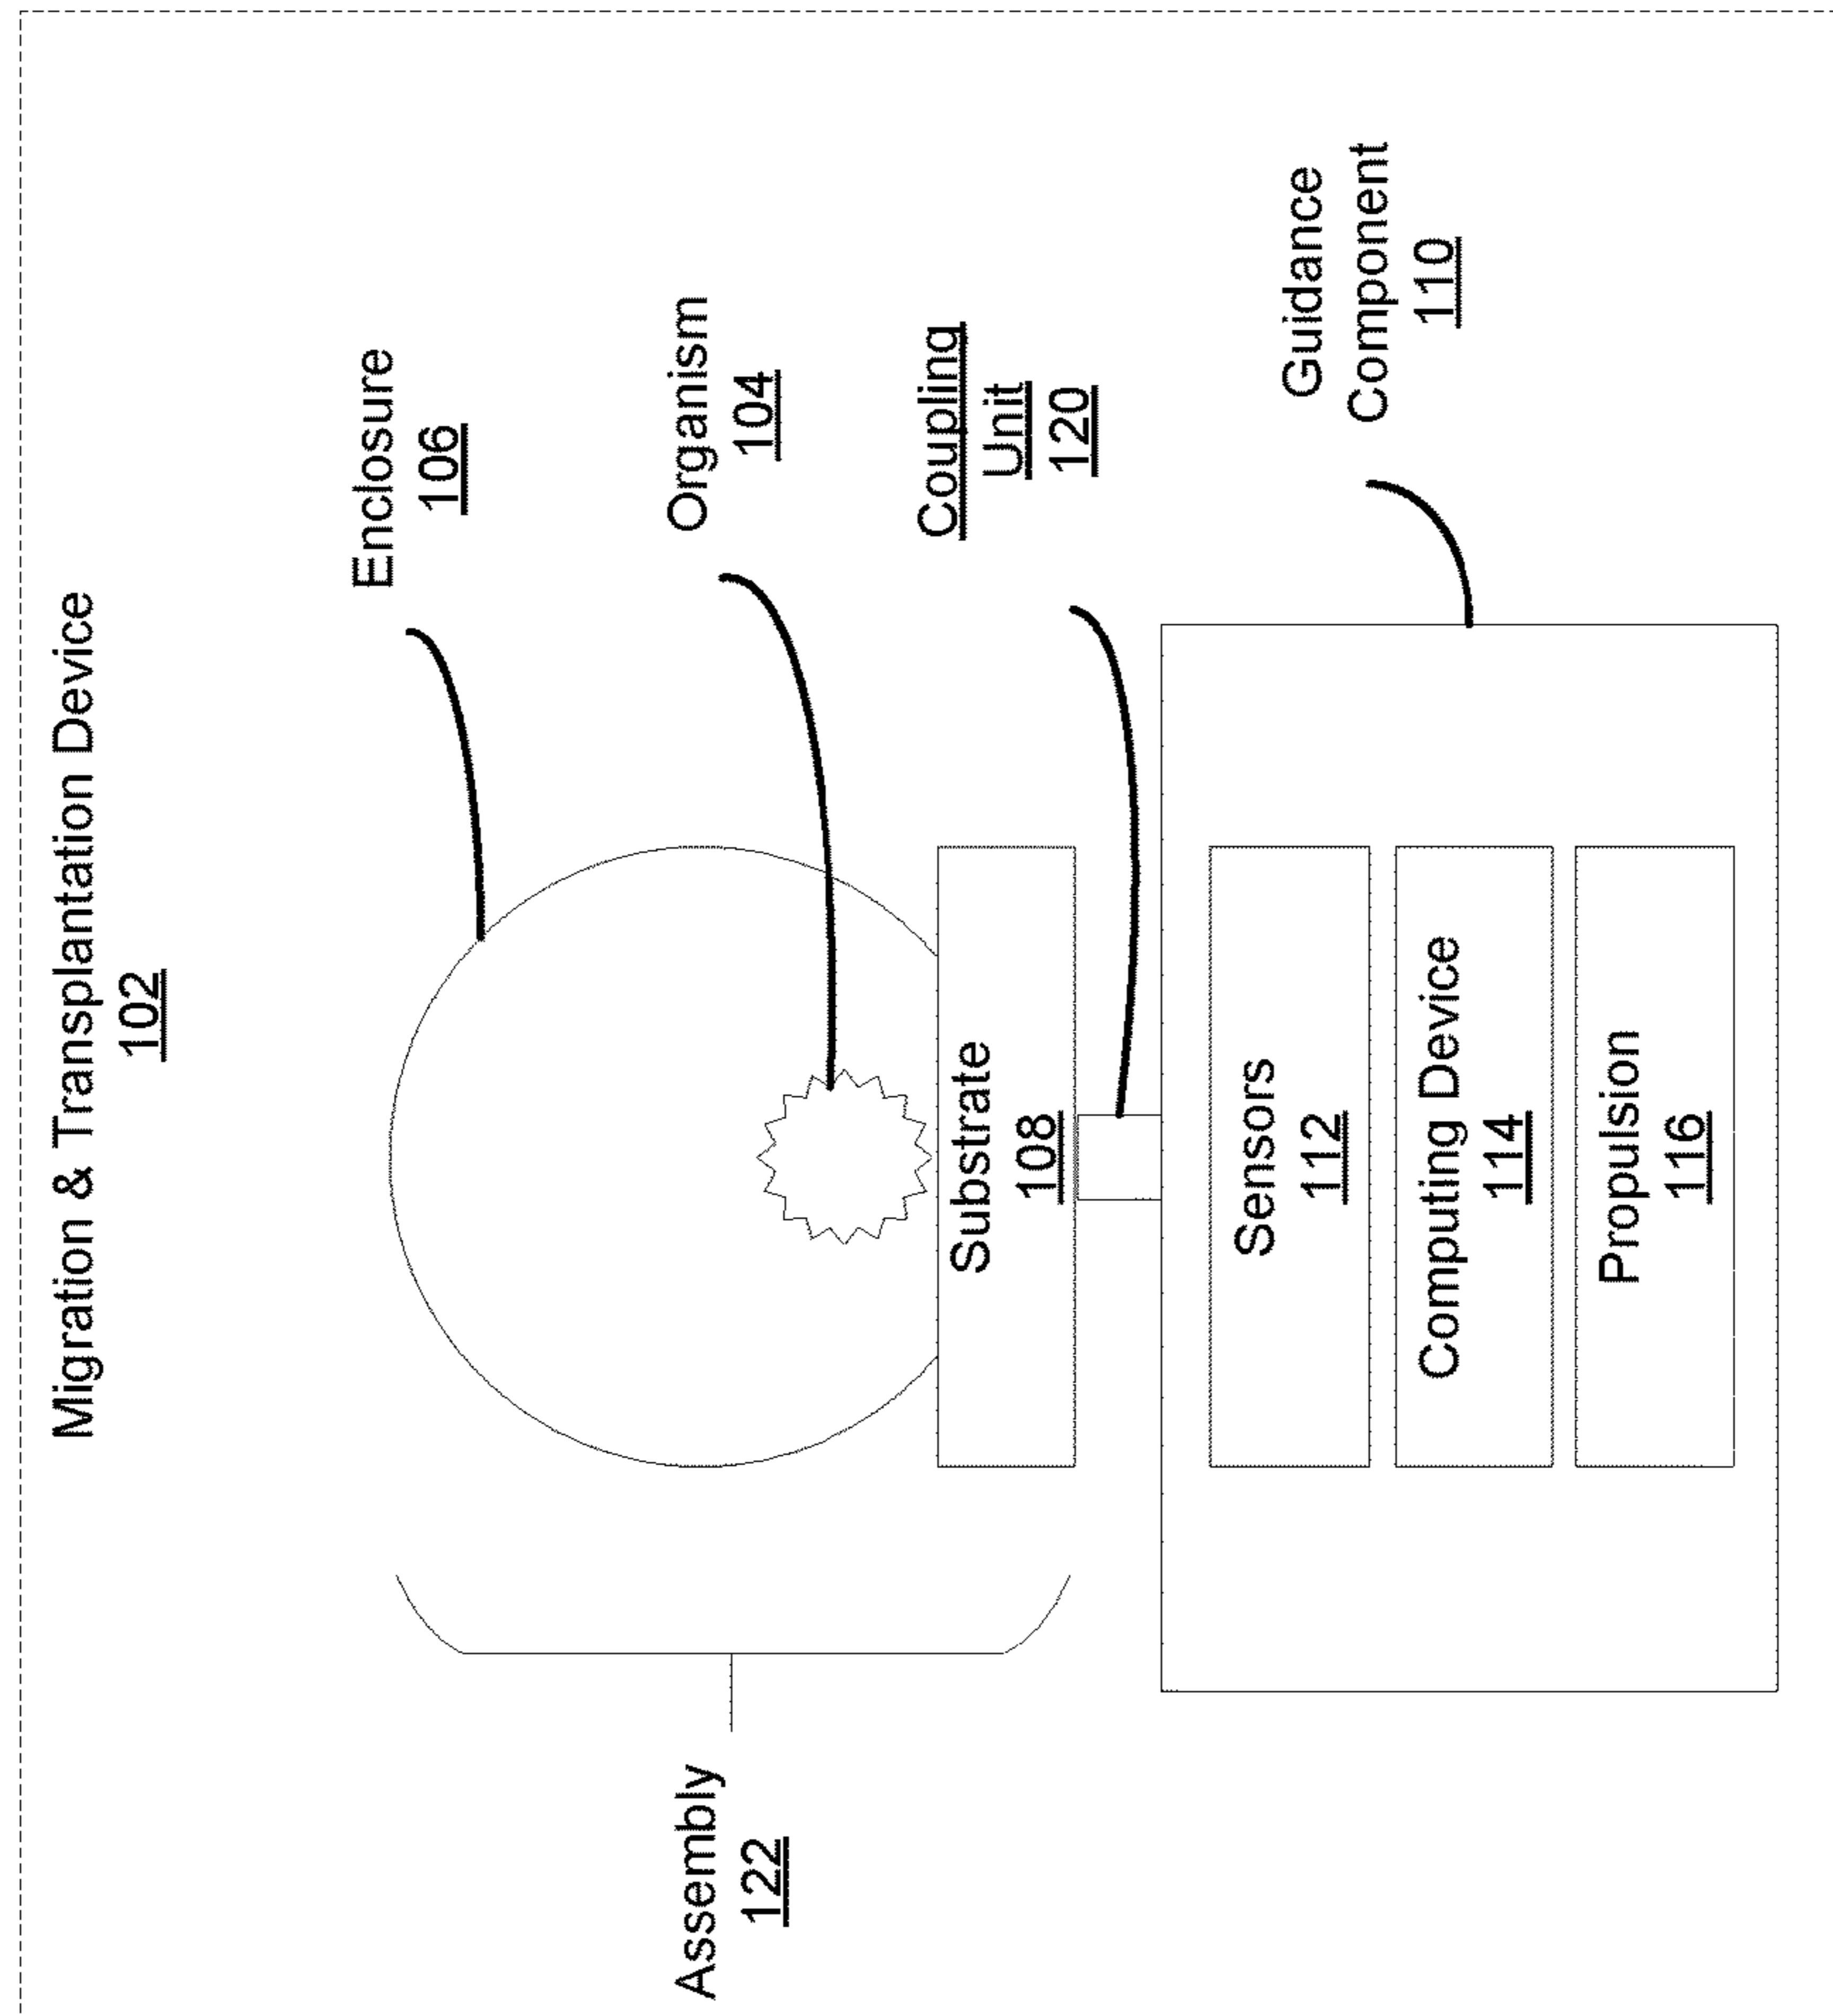 Migration & Transplantation Device
102
Enclosure
106
Organism
104
Coupling
Unit
120
Guidance
Component
110
Assembly
122
Substrate
108
Sensors
112
Computing Device
114
Propulsion
116